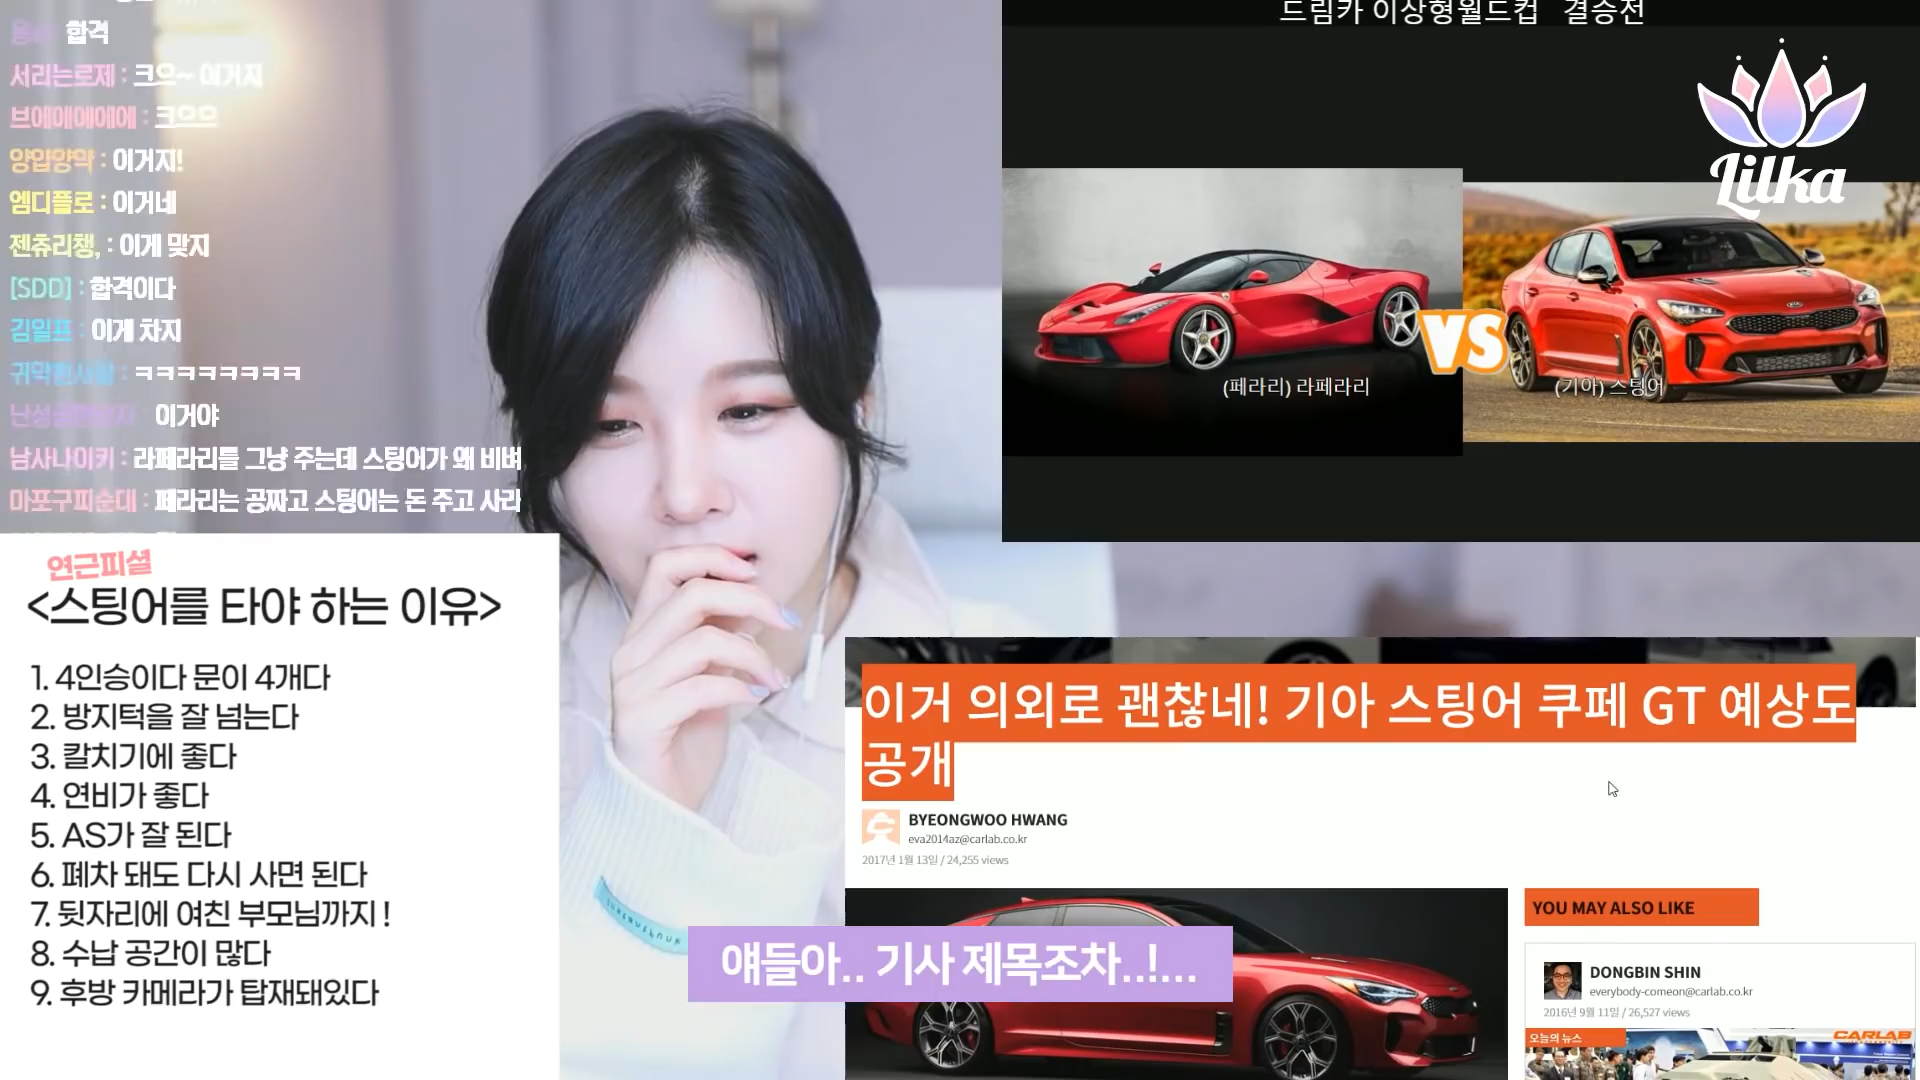 합격
서리는로제 : 크으~ 이거지
브에에에에에 : 크으으
양압양약 : 이거지!
엠디플로 : 이거네
젠츄리챙, : 이게 맞지
[SDD] : 합격이다
김일프 : 이게 차지
ㅋㅋㅋㅋㅋㅋㅋㅋ
이거야
남사나이키 : 라페라리를 그냥 주는데 스팅어가 왜 비벼
마포구피순대 : 페라리는 공짜고 스팅어는 돈 주고 사라
드림카 이상형월드컵 결승전
Lilka
VS
(페라리) 라페라리
(기아) 스팅어
연근피셜
<스팅어를 타야 하는 이유>
1. 4인승이다 문이 4개다
2. 방지턱을 잘 넘는다
3. 칼치기에 좋다
4. 연비가 좋다
5. AS가 잘 된다
6. 폐차 돼도 다시 사면 된다
7. 뒷자리에 여친 부모님까지 !
8. 수납 공간이 많다
9. 후방 카메라가 탑재돼있다
이거 의외로 괜찮네! 기아 스팅어 쿠페 GT 예상도
공개
BYEONGWOO HWANG
eva2014az@carlab.co.kr
2017년 1월 13일 / 24,255 views
YOU MAY ALSO LIKE
DONGBIN SHIN
everybody-comeon@carlab.co.kr
2016년 9월 11일 / 26,527 views
오늘의 뉴스
CARLAB
얘들아.. 기사 제목조차..!...